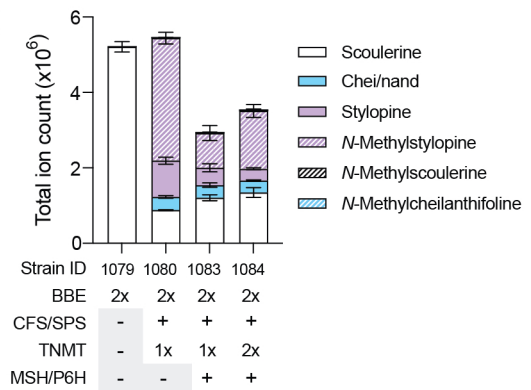 Total ion count (x10⁶)
6
4
2
0
Scoulerine
Chei/nand
Stylopine
N-Methylstylopine
N-Methylscoulerine
N-Methylcheilanthifoline
Strain ID 1079 1080 1083 1084
BBE 2x 2x 2x 2x
CFS/SPS - + + +
TNMT - 1x 1x 2x
MSH/P6H - - + +